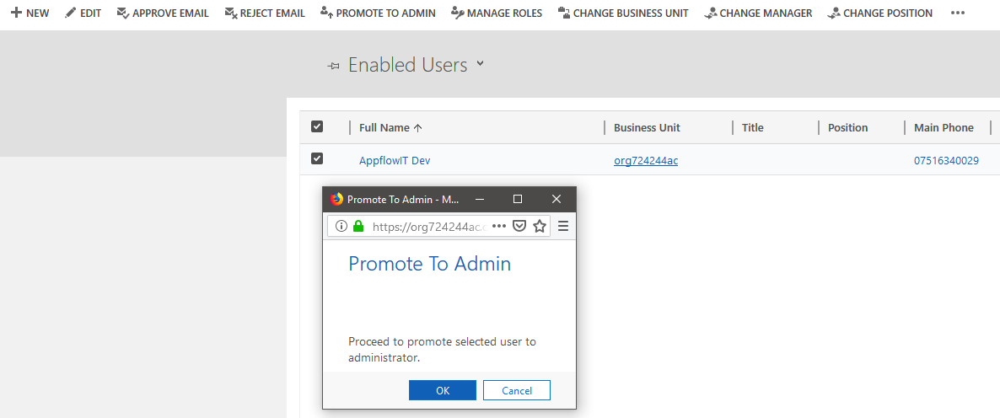 NEW EDIT APPROVE EMAIL REJECT EMAIL PROMOTE TO ADMIN MANAGE ROLES CHANGE BUSINESS UNIT CHANGE MANAGER CHANGE POSITION •••
Enabled Users
Full Name Business Unit Title Position Main Phone
AppflowIT Dev org724244ac 07516340029
Promote To Admin - M...
https://org724244ac.
Promote To Admin
Proceed to promote selected user to
administrator.
OK Cancel